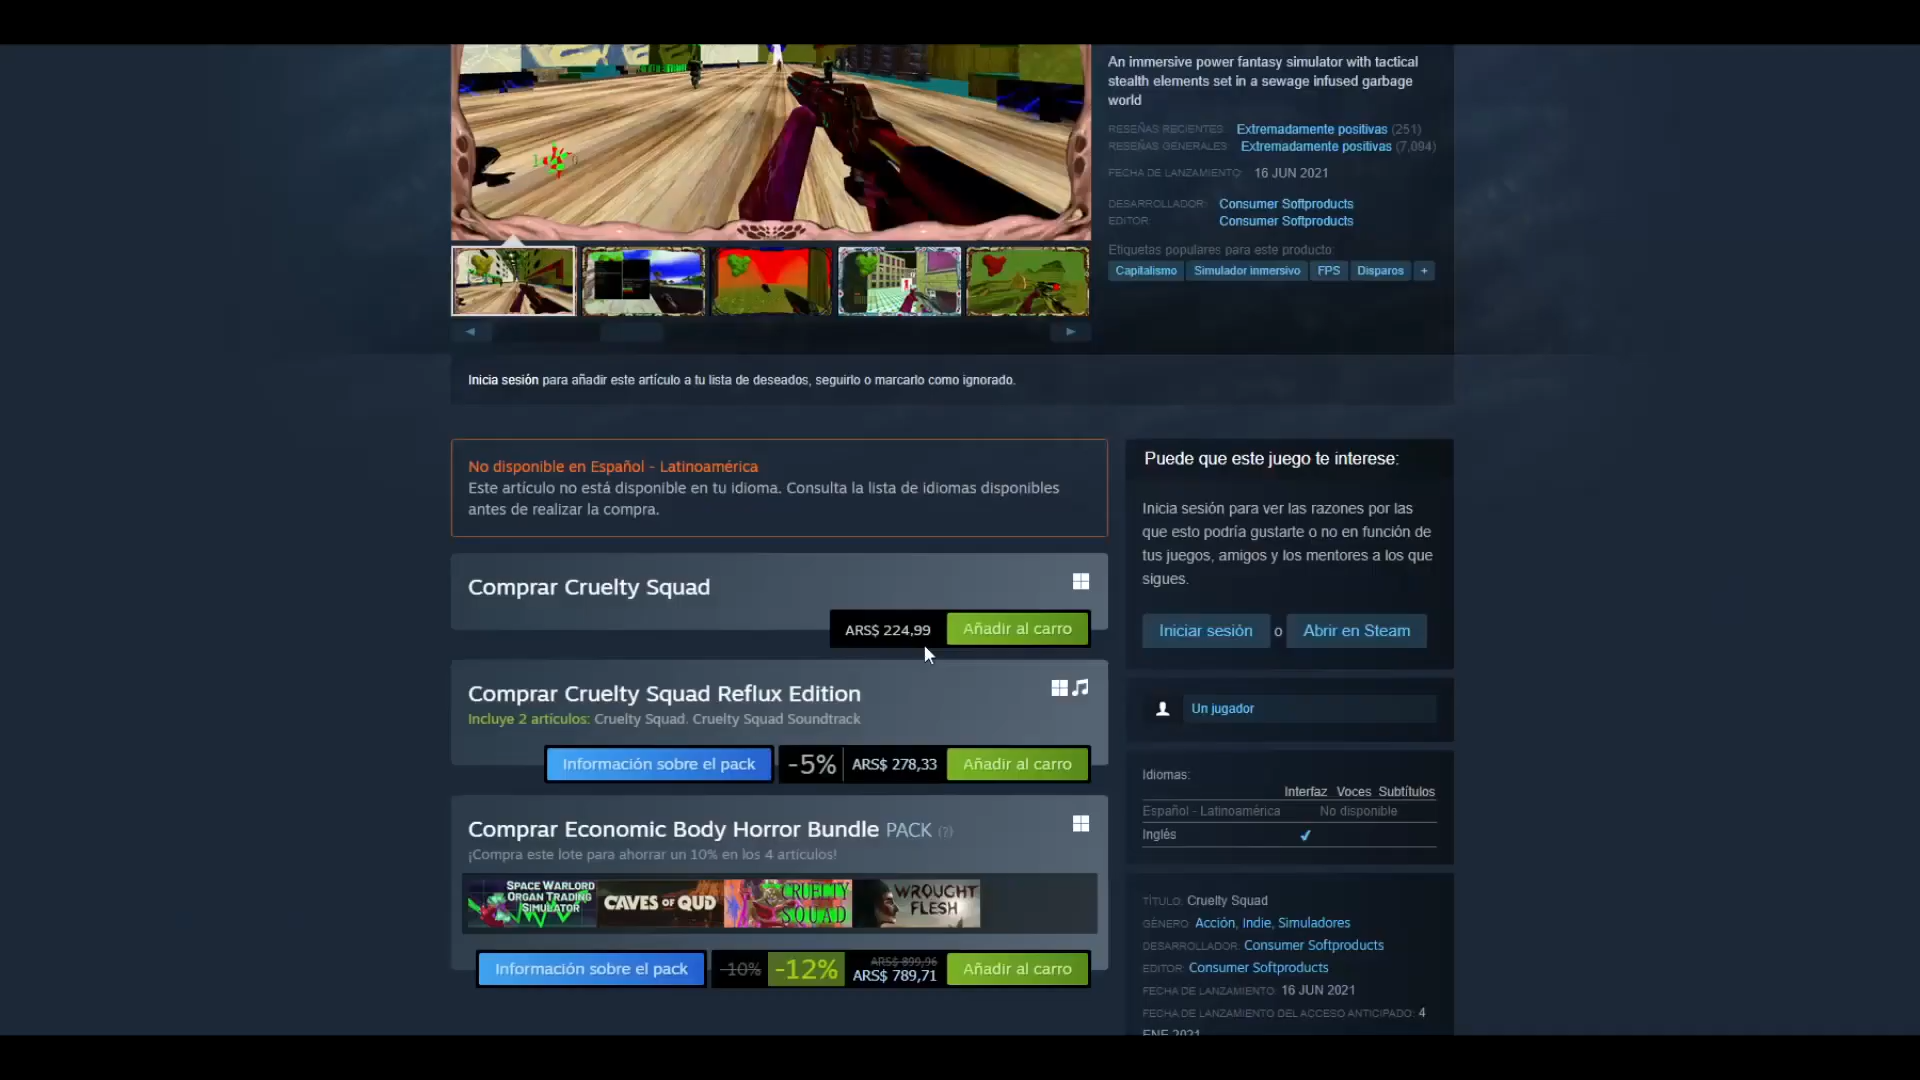 An immersive power fantasy simulator with tactical
stealth elements set in a sewage infused garbage
world
RESEÑAS RECIENTES: Extremadamente positivas (251)
RESEÑAS GENERALES: Extremadamente positivas (7,094)
FECHA DE LANZAMIENTO: 16 JUN 2021
DESARROLLADOR: Consumer Softproducts
EDITOR: Consumer Softproducts
Etiquetas populares para este producto:
Capitalismo Simulador inmersivo FPS Disparos +
Inicia sesión para añadir este artículo a tu lista de deseados, seguirlo o marcarlo como ignorado.
No disponible en Español - Latinoamérica
Este artículo no está disponible en tu idioma. Consulta la lista de idiomas disponibles
antes de realizar la compra.
Comprar Cruelty Squad
ARS$ 224,99 Añadir al carro
Comprar Cruelty Squad Reflux Edition
Incluye 2 artículos: Cruelty Squad, Cruelty Squad Soundtrack
Información sobre el pack -5% ARS$ 278,33 Añadir al carro
Comprar Economic Body Horror Bundle PACK (?)
¡Compra este lote para ahorrar un 10% en los 4 artículos!
SPACE WARLORD
ORGAN TRADING
SIMULATOR
CAVES OF QUD
CRUELTY
SQUAD
WROUGHT
FLESH
Información sobre el pack -10% -12% ARS$ 899,96
ARS$ 789,71 Añadir al carro
Puede que este juego te interese:
Inicia sesión para ver las razones por las
que esto podría gustarte o no en función de
tus juegos, amigos y los mentores a los que
sigues.
Iniciar sesión o Abrir en Steam
Un jugador
Idiomas:
Interfaz Voces Subtítulos
Español - Latinoamérica No disponible
Inglés ✔
TÍTULO: Cruelty Squad
GÉNERO: Acción, Indie, Simuladores
DESARROLLADOR: Consumer Softproducts
EDITOR: Consumer Softproducts
FECHA DE LANZAMIENTO: 16 JUN 2021
FECHA DE LANZAMIENTO DEL ACCESO ANTICIPADO: 4
ENE 2021